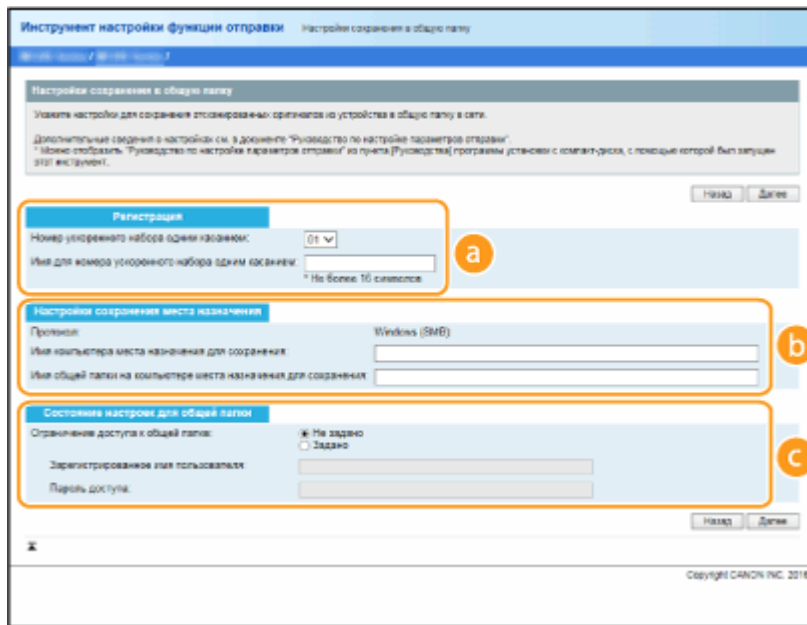 Инструмент настройки функции отправки Настройки сохранения в общую папку
Настройки сохранения в общую папку
Укажите настройки для сохранения отсканированных оригиналов из устройства в общую папку в сети.
Дополнительные сведения о настройках см. в документе "Руководство по настройке параметров отправки".
* Можно отобразить "Руководство по настройке параметров отправки" из пункта [Руководства] программы установки с компакт-диска, с помощью которой был запущен
этот инструмент.
Назад Далее
Регистрация
Номер ускоренного набора одним касанием: 01
Имя для номера ускоренного набора одним касанием:
* Не более 16 символов
a
Настройки сохранения места назначения
Протокол: Windows (SMB)
Имя компьютера места назначения для сохранения:
Имя общей папки на компьютере места назначения для сохранения:
b
Состояние настроек для общей папки
Ограничение доступа к общей папке: Не задано
Задано
Зарегистрированное имя пользователя:
Пароль доступа:
c
Назад Далее
Copyright CANON INC. 2016